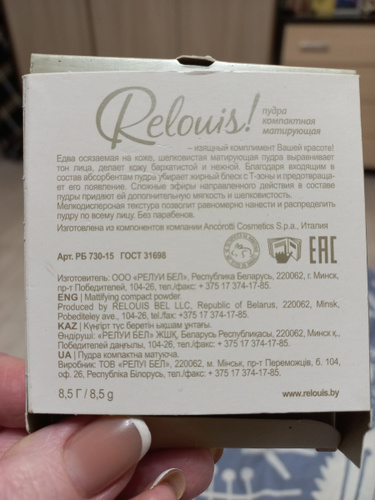 Relouis!
пудра
компактная
матирующая
– изящный комплимент Вашей красоте!
Едва осязаемая на коже, шелковистая матирующая пудра выравнивает
тон лица, делает кожу бархатистой и нежной. Благодаря входящим в
состав абсорбентам пудра убирает жирный блеск с Т-зоны и предотвраща-
ет его появление. Сложные эфиры направленного действия в составе
пудры придают ей дополнительную мягкость и шелковистость.
Мелкодисперсная текстура позволит равномерно нанести и распределить
пудру по всему лицу. Без парабенов.
Изготовлена из компонентов компании Ancorotti Cosmetics S.p.a., Италия
Арт. РБ 730-15 ГОСТ 31698
EAC
Изготовитель: ООО «РЕЛУИ БЕЛ», Республика Беларусь, 220062, г. Минск,
пр-т Победителей, 104-26, тел./факс: + 375 17 374-17-85.
ENG | Mattifying compact powder.
Produced by RELOUIS BEL LLC, Republic of Belarus, 220062, Minsk,
Pobediteley ave., 104-26, tel./fax: + 375 17 374-17-85.
KAZ | Күңгірт түс беретін ықшам ұнтағы.
Өндіруші: «РЕЛУИ БЕЛ» ЖШҚ, Беларусь Республикасы, 220062, Минск қ.,
Победителей даңғылы, 104-26, тел./факс: + 375 17 374-17-85.
UA | Пудра компактна матуюча.
Виробник: ТОВ «РЕЛУІ БЕЛ», 220062, м. Мінськ, пр-т Переможців, б. 104,
оф. 26, Республіка Білорусь, тел./факс: + 375 17 374-17-85.
8,5 Г / 8,5 g
www.relouis.by